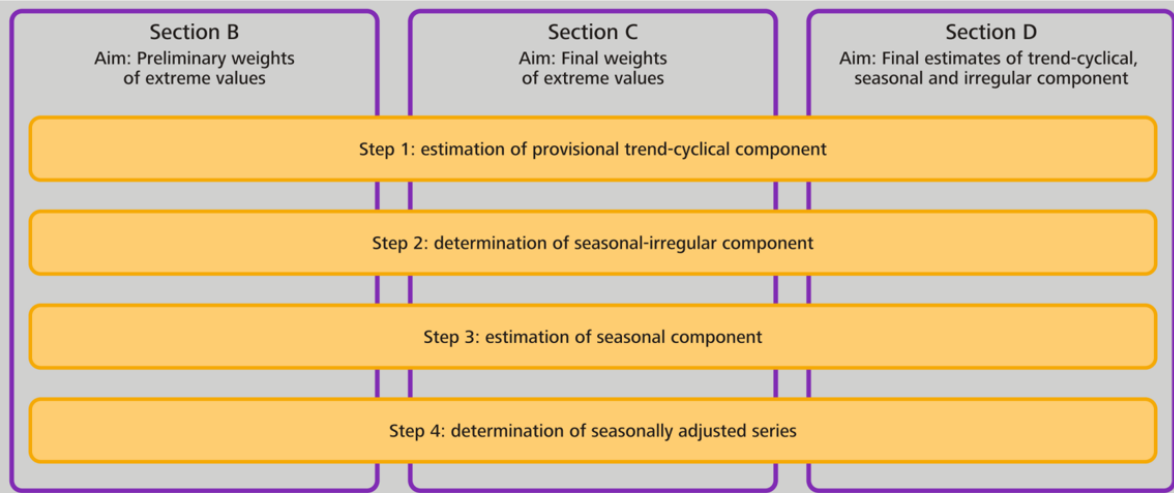 Section B
Aim: Preliminary weights
of extreme values
Section C
Aim: Final weights
of extreme values
Section D
Aim: Final estimates of trend-cyclical,
seasonal and irregular component
Step 1: estimation of provisional trend-cyclical component
Step 2: determination of seasonal-irregular component
Step 3: estimation of seasonal component
Step 4: determination of seasonally adjusted series